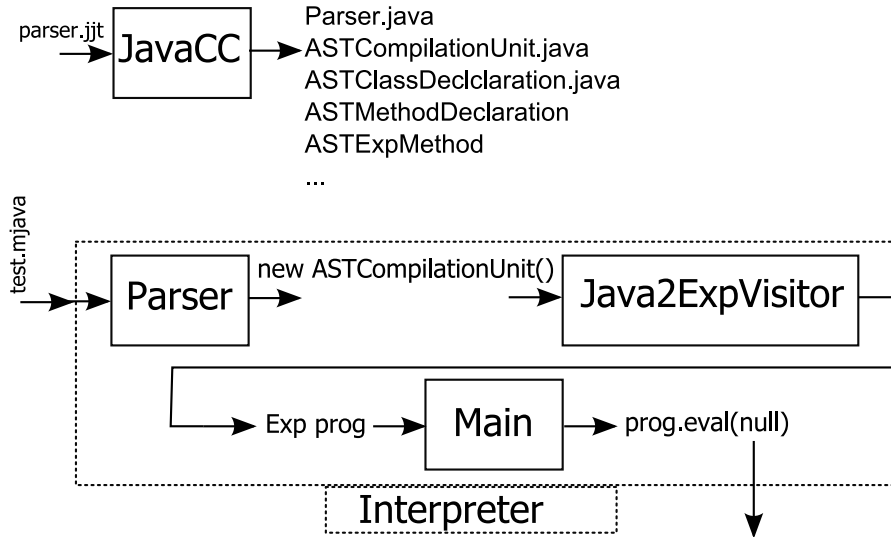 parser.jjt
JavaCC
Parser.java
ASTCompilationUnit.java
ASTClassDeclclaration.java
ASTMethodDeclaration
ASTExpMethod
...
test.mjava
Parser
new ASTCompilationUnit()
Java2ExpVisitor
Exp prog
Main
prog.eval(null)
Interpreter